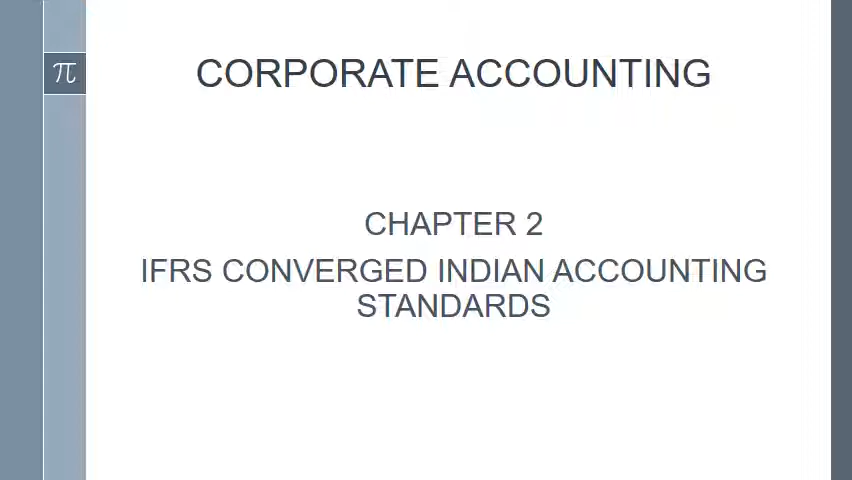 π
CORPORATE ACCOUNTING
CHAPTER 2
IFRS CONVERGED INDIAN ACCOUNTING
STANDARDS